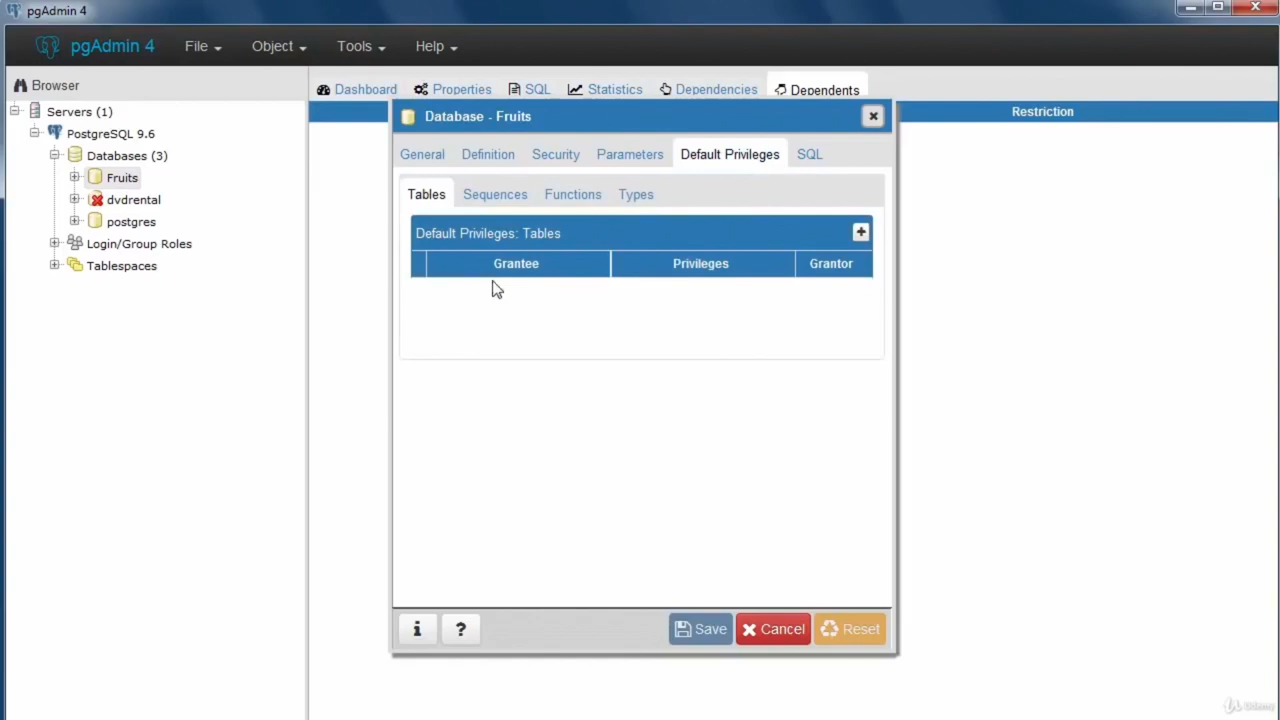 pgAdmin 4
pgAdmin 4 File Object Tools Help
Browser
Dashboard Properties SQL Statistics Dependencies Dependents
Servers (1)
PostgreSQL 9.6
Databases (3)
Fruits
dvdrental
postgres
Login/Group Roles
Tablespaces
Restriction
Database - Fruits
General Definition Security Parameters Default Privileges SQL
Tables Sequences Functions Types
Default Privileges: Tables
Grantee Privileges Grantor
i ? Save Cancel Reset
Udemy